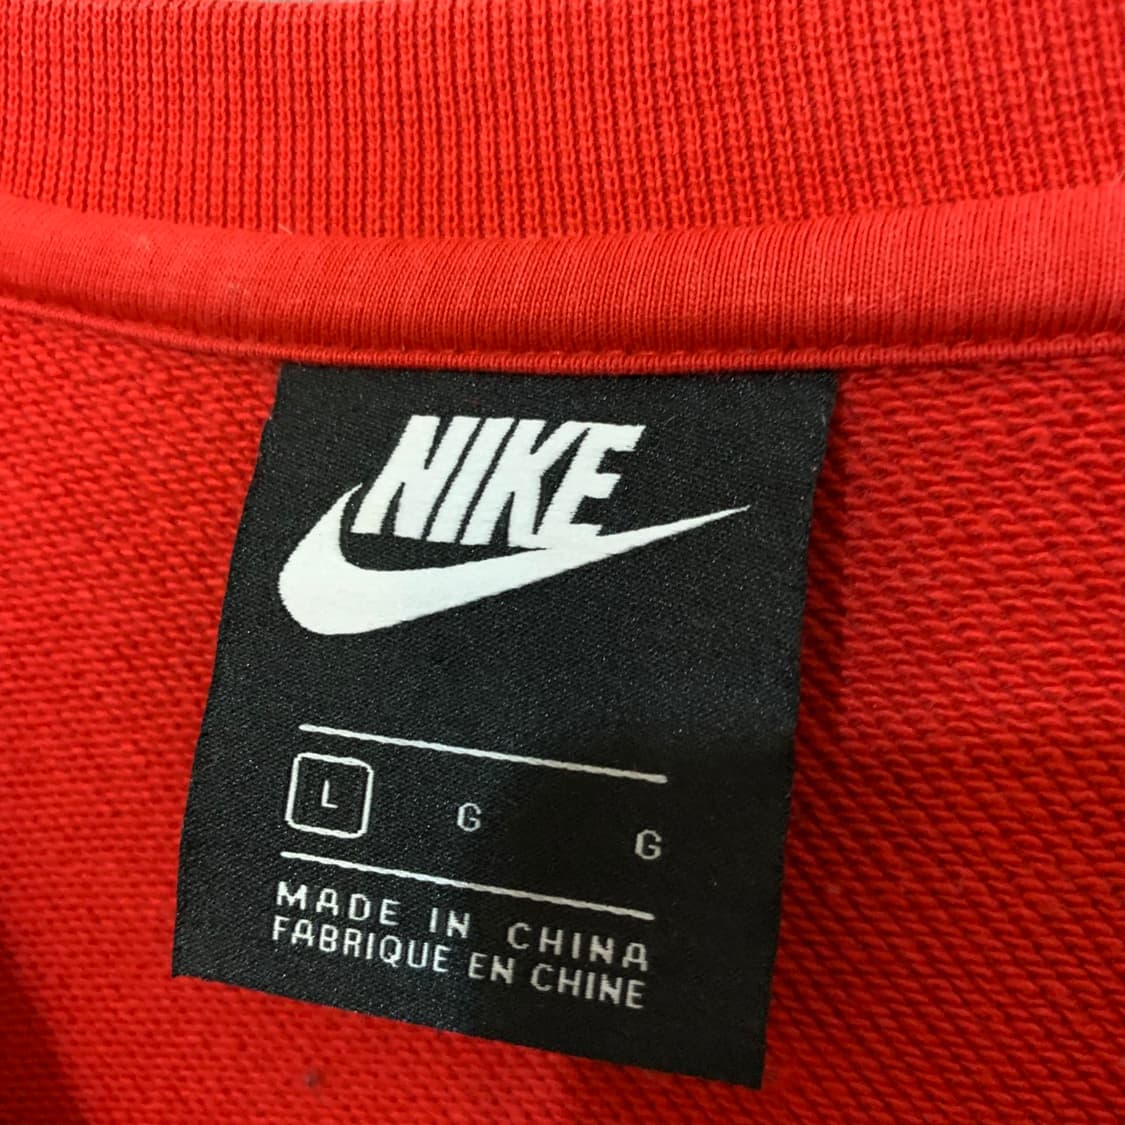 NIKE
L G G
MADE IN CHINA
FABRIQUE EN CHINE